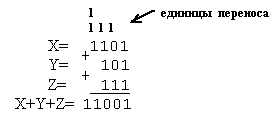 1
1 1 1
единицы переноса
X= 1101
+
Y= 101
+
Z= 111
X+Y+Z= 11001